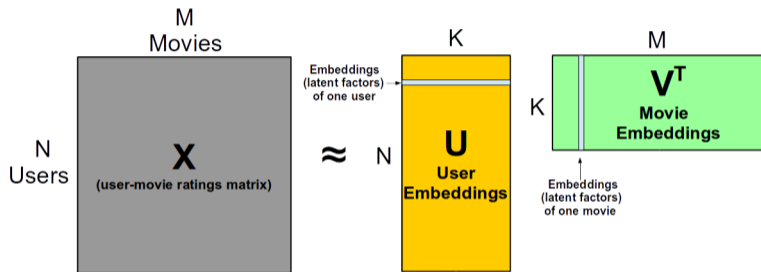 M
Movies
N
Users
X
(user-movie ratings matrix)
≈
Embeddings
(latent factors)
of one user
K
N
U
User
Embeddings
M
K
V^T
Movie
Embeddings
Embeddings
(latent factors)
of one movie